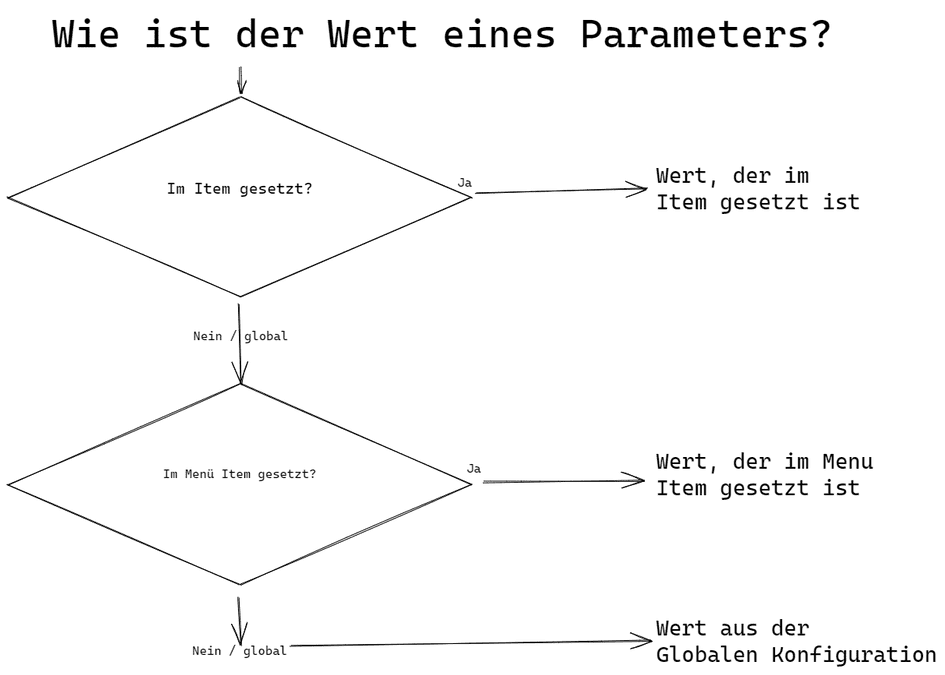 Wie ist der Wert eines Parameters?
Im Item gesetzt?
Ja
Wert, der im
Item gesetzt ist
Nein / global
Im Menü Item gesetzt?
Ja
Wert, der im Menu
Item gesetzt ist
Nein / global
Wert aus der
Globalen Konfiguration